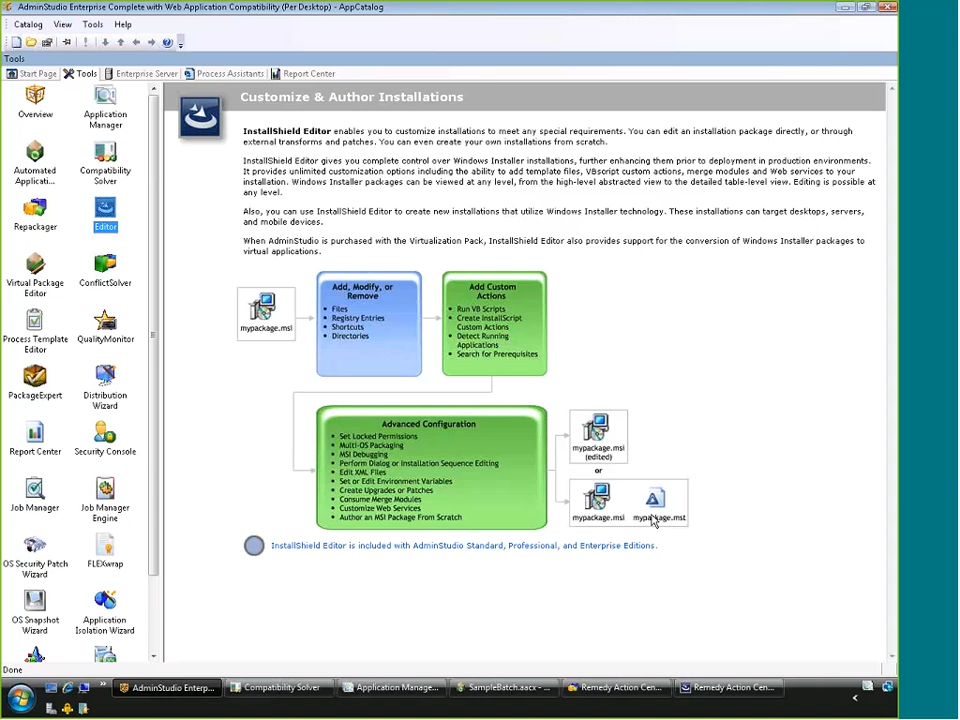 AdminStudio Enterprise Complete with Web Application Compatibility (Per Desktop) - AppCatalog
Catalog View Tools Help
Tools
Start Page Tools Enterprise Server Process Assistants Report Center
Overview
Application Manager
Automated Applicati...
Compatibility Solver
Repackager
Editor
Virtual Package Editor
ConflictSolver
Process Template Editor
QualityMonitor
PackageExpert
Distribution Wizard
Report Center
Security Console
Job Manager
Job Manager Engine
OS Security Patch Wizard
FLEXwrap
OS Snapshot Wizard
Application Isolation Wizard
Customize & Author Installations
InstallShield Editor enables you to customize installations to meet any special requirements. You can edit an installation package directly, or through
external transforms and patches. You can even create your own installations from scratch.
InstallShield Editor gives you complete control over Windows Installer installations, further enhancing them prior to deployment in production environments.
It provides unlimited customization options including the ability to add template files, VBscript custom actions, merge modules and Web services to your
installation. Windows Installer packages can be viewed at any level, from the high-level abstracted view to the detailed table-level view. Editing is possible at
any level.
Also, you can use InstallShield Editor to create new installations that utilize Windows Installer technology. These installations can target desktops, servers,
and mobile devices.
When AdminStudio is purchased with the Virtualization Pack, InstallShield Editor also provides support for the conversion of Windows Installer packages to
virtual applications.
mypackage.msi
Add, Modify, or
Remove
• Files
• Registry Entries
• Shortcuts
• Directories
Add Custom
Actions
• Run VB Scripts
• Create InstallScript
Custom Actions
• Detect Running
Applications
• Search for Prerequisites
Advanced Configuration
• Set Locked Permissions
• Multi-OS Packaging
• MSI Debugging
• Perform Dialog or Installation Sequence Editing
• Edit XML Files
• Set or Edit Environment Variables
• Create Upgrades or Patches
• Consume Merge Modules
• Customize Web Services
• Author an MSI Package From Scratch
mypackage.msi
(edited)
or
mypackage.msi mypackage.mst
InstallShield Editor is included with AdminStudio Standard, Professional, and Enterprise Editions.
Done
AdminStudio Enterp... Compatibility Solver Application Manage... SampleBatch.aacx - ... Remedy Action Cen... Remedy Action Cen...